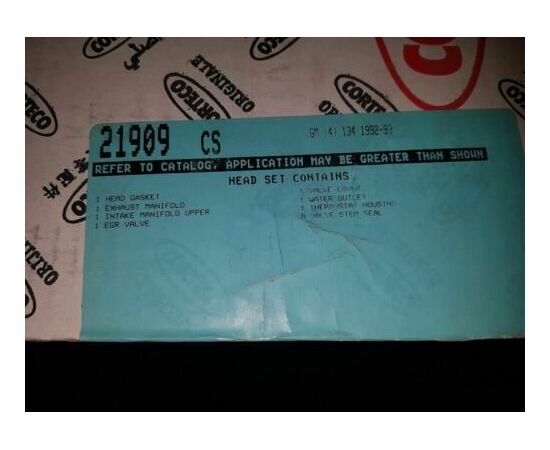 CORTECO
ORIGINALE
CORTECO
21909 CS
GM (4) 134 1992-93
REFER TO CATALOG. APPLICATION MAY BE GREATER THAN SHOWN
HEAD SET CONTAINS
1 HEAD GASKET
1 EXHAUST MANIFOLD
1 INTAKE MANIFOLD UPPER
1 EGR VALVE
1 VALVE COVER
1 WATER OUTLET
1 THERMOSTAT HOUSING
8 VALVE STEM SEAL
CORTECO